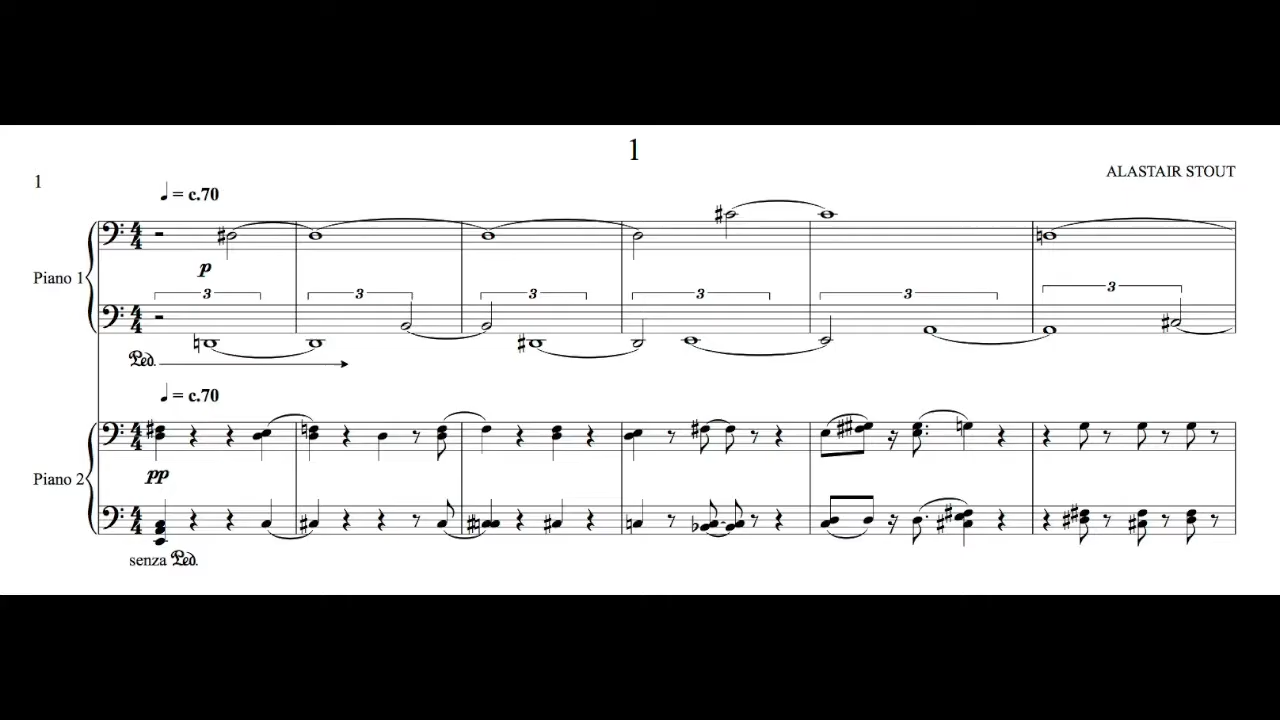 1
ALASTAIR STOUT
1
♩ = c.70
p
Piano 1
3 3 3 3 3 3
Ped.
♩ = c.70
pp
Piano 2
senza Ped.